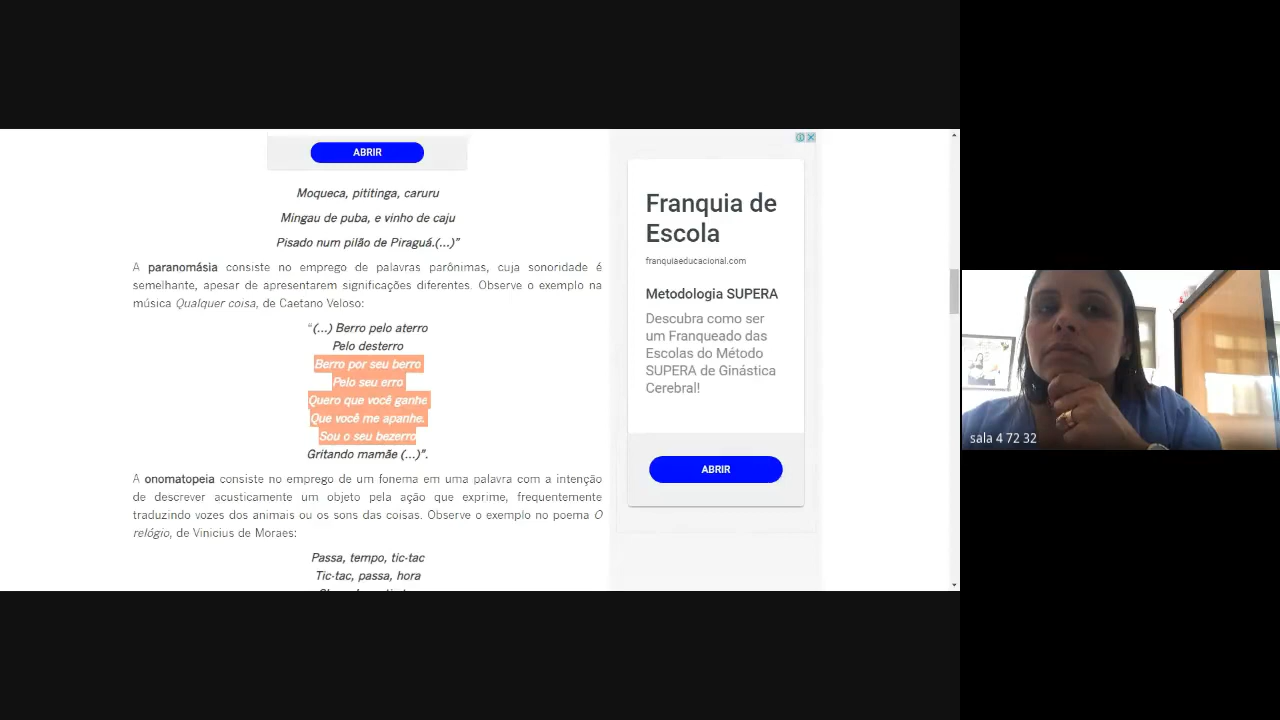 ABRIR
Moqueca, pititinga, caruru
Mingau de puba, e vinho de caju
Pisado num pilão de Piraguá.(...)”
A paranomásia consiste no emprego de palavras parônimas, cuja sonoridade é
semelhante, apesar de apresentarem significações diferentes. Observe o exemplo na
música Qualquer coisa, de Caetano Veloso:
“(...) Berro pelo aterro
Pelo desterro
Berro por seu berro
Pelo seu erro
Quero que você ganhe
Que você me apanhe.
Sou o seu bezerro
Gritando mamãe (...)”.
A onomatopeia consiste no emprego de um fonema em uma palavra com a intenção
de descrever acusticamente um objeto pela ação que exprime, frequentemente
traduzindo vozes dos animais ou os sons das coisas. Observe o exemplo no poema O
relógio, de Vinicius de Moraes:
Passa, tempo, tic-tac
Tic-tac, passa, hora
Franquia de
Escola
franquiaeducacional.com
Metodologia SUPERA
Descubra como ser
um Franqueado das
Escolas do Método
SUPERA de Ginástica
Cerebral!
ABRIR
sala 4 72 32